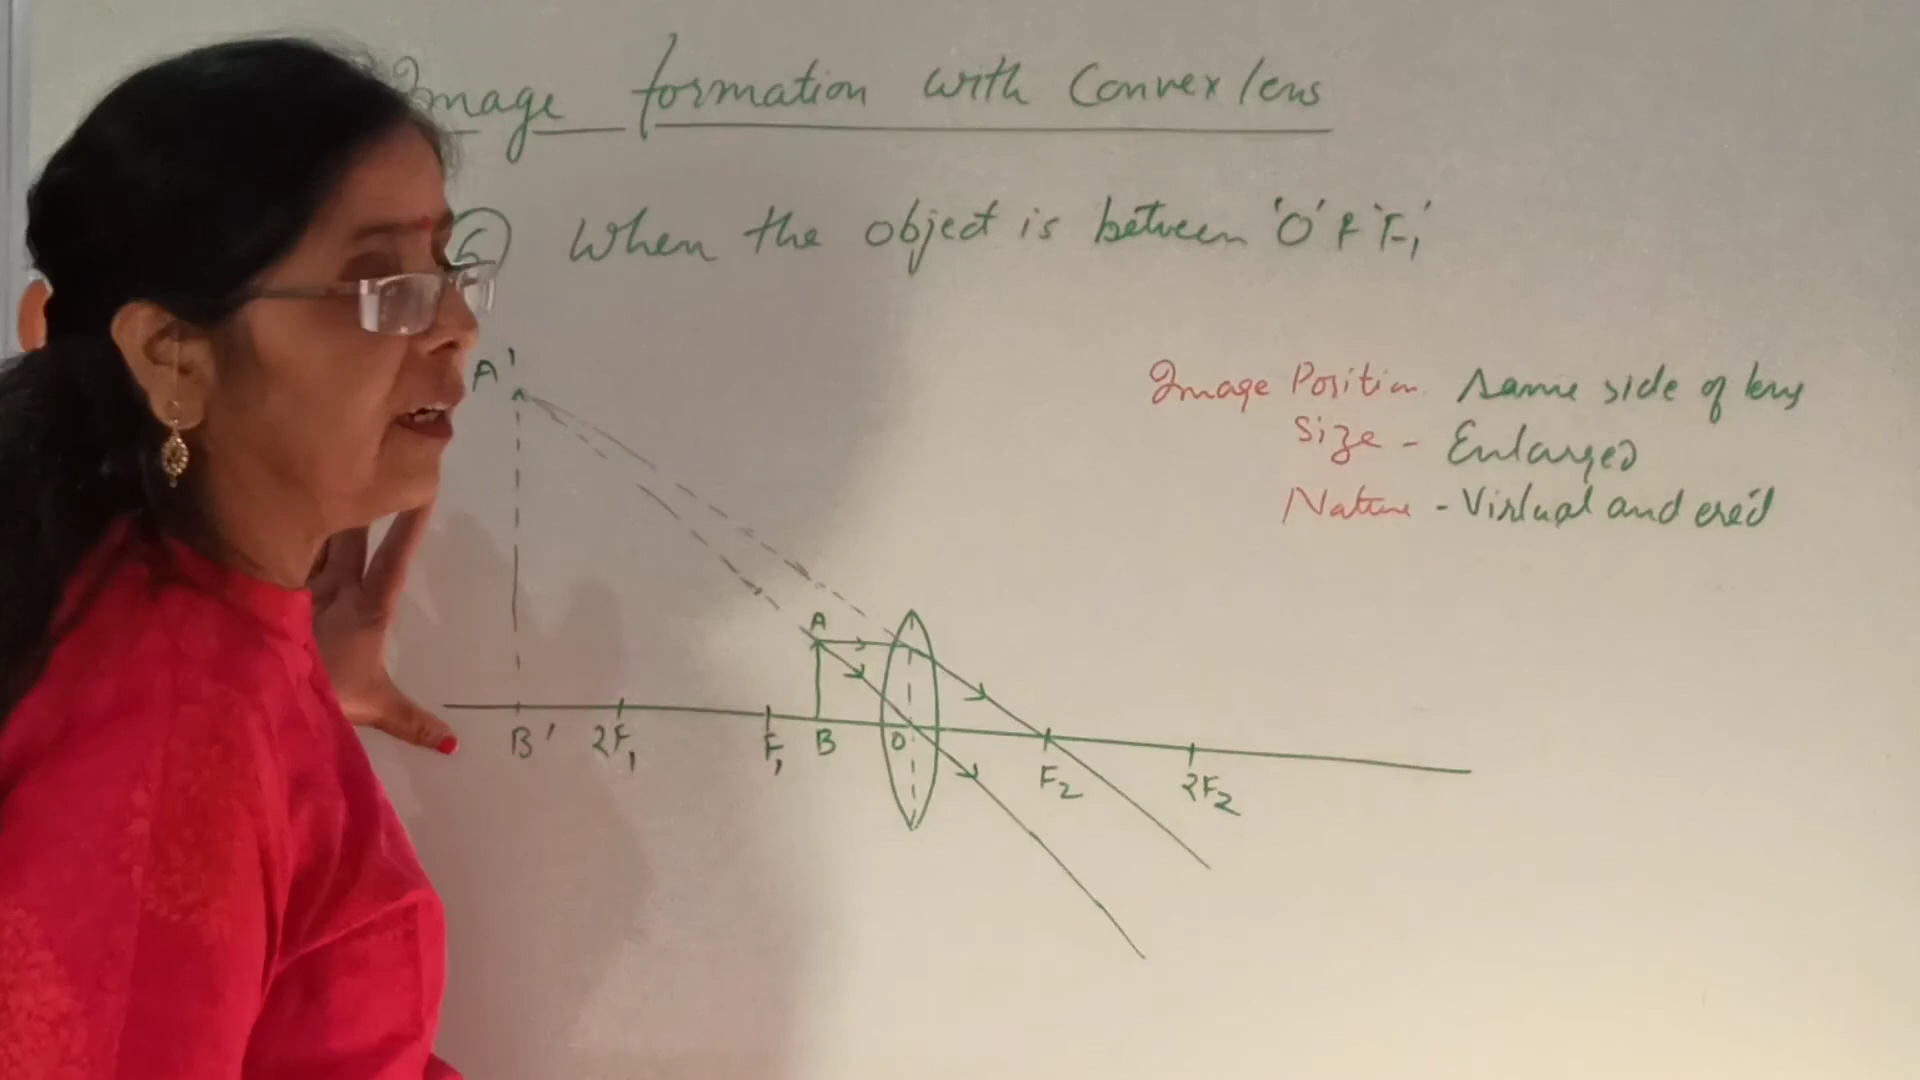 Image formation with Convex lens
6 When the object is between 'O' & 'F1'
A'
Image Position. Same side of lens
Size - Enlarged
Nature - Virtual and erect
A
B' 2F1 F1 B O F2 2F2